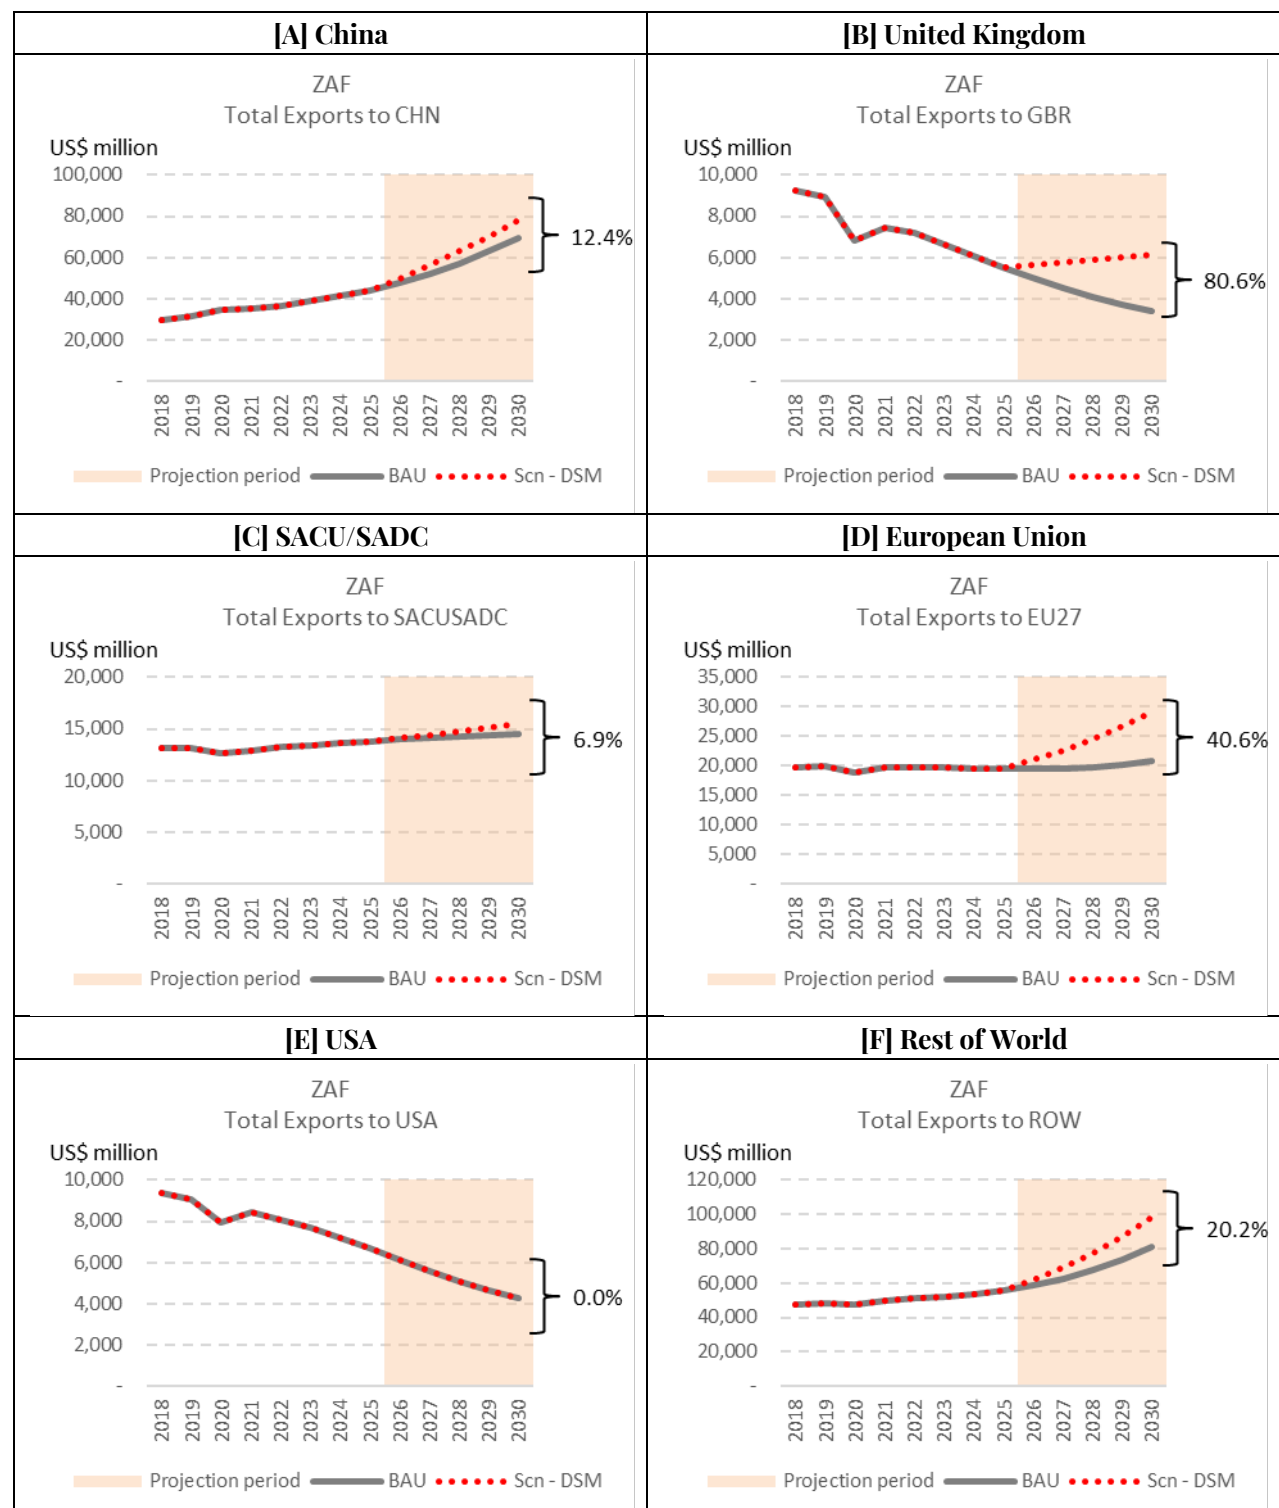 [A] China
[B] United Kingdom
ZAF
Total Exports to CHN
US$ million
100,000
80,000
60,000
40,000
20,000
-
12.4%
2018 2019 2020 2021 2022 2023 2024 2025 2026 2027 2028 2029 2030
Projection period BAU Scn - DSM
ZAF
Total Exports to GBR
US$ million
10,000
8,000
6,000
4,000
2,000
-
80.6%
2018 2019 2020 2021 2022 2023 2024 2025 2026 2027 2028 2029 2030
Projection period BAU Scn - DSM
[C] SACU/SADC
[D] European Union
ZAF
Total Exports to SACUSADC
US$ million
20,000
15,000
10,000
5,000
-
6.9%
2018 2019 2020 2021 2022 2023 2024 2025 2026 2027 2028 2029 2030
Projection period BAU Scn - DSM
ZAF
Total Exports to EU27
US$ million
35,000
30,000
25,000
20,000
15,000
10,000
5,000
-
40.6%
2018 2019 2020 2021 2022 2023 2024 2025 2026 2027 2028 2029 2030
Projection period BAU Scn - DSM
[E] USA
[F] Rest of World
ZAF
Total Exports to USA
US$ million
10,000
8,000
6,000
4,000
2,000
-
0.0%
2018 2019 2020 2021 2022 2023 2024 2025 2026 2027 2028 2029 2030
Projection period BAU Scn - DSM
ZAF
Total Exports to ROW
US$ million
120,000
100,000
80,000
60,000
40,000
20,000
-
20.2%
2018 2019 2020 2021 2022 2023 2024 2025 2026 2027 2028 2029 2030
Projection period BAU Scn - DSM